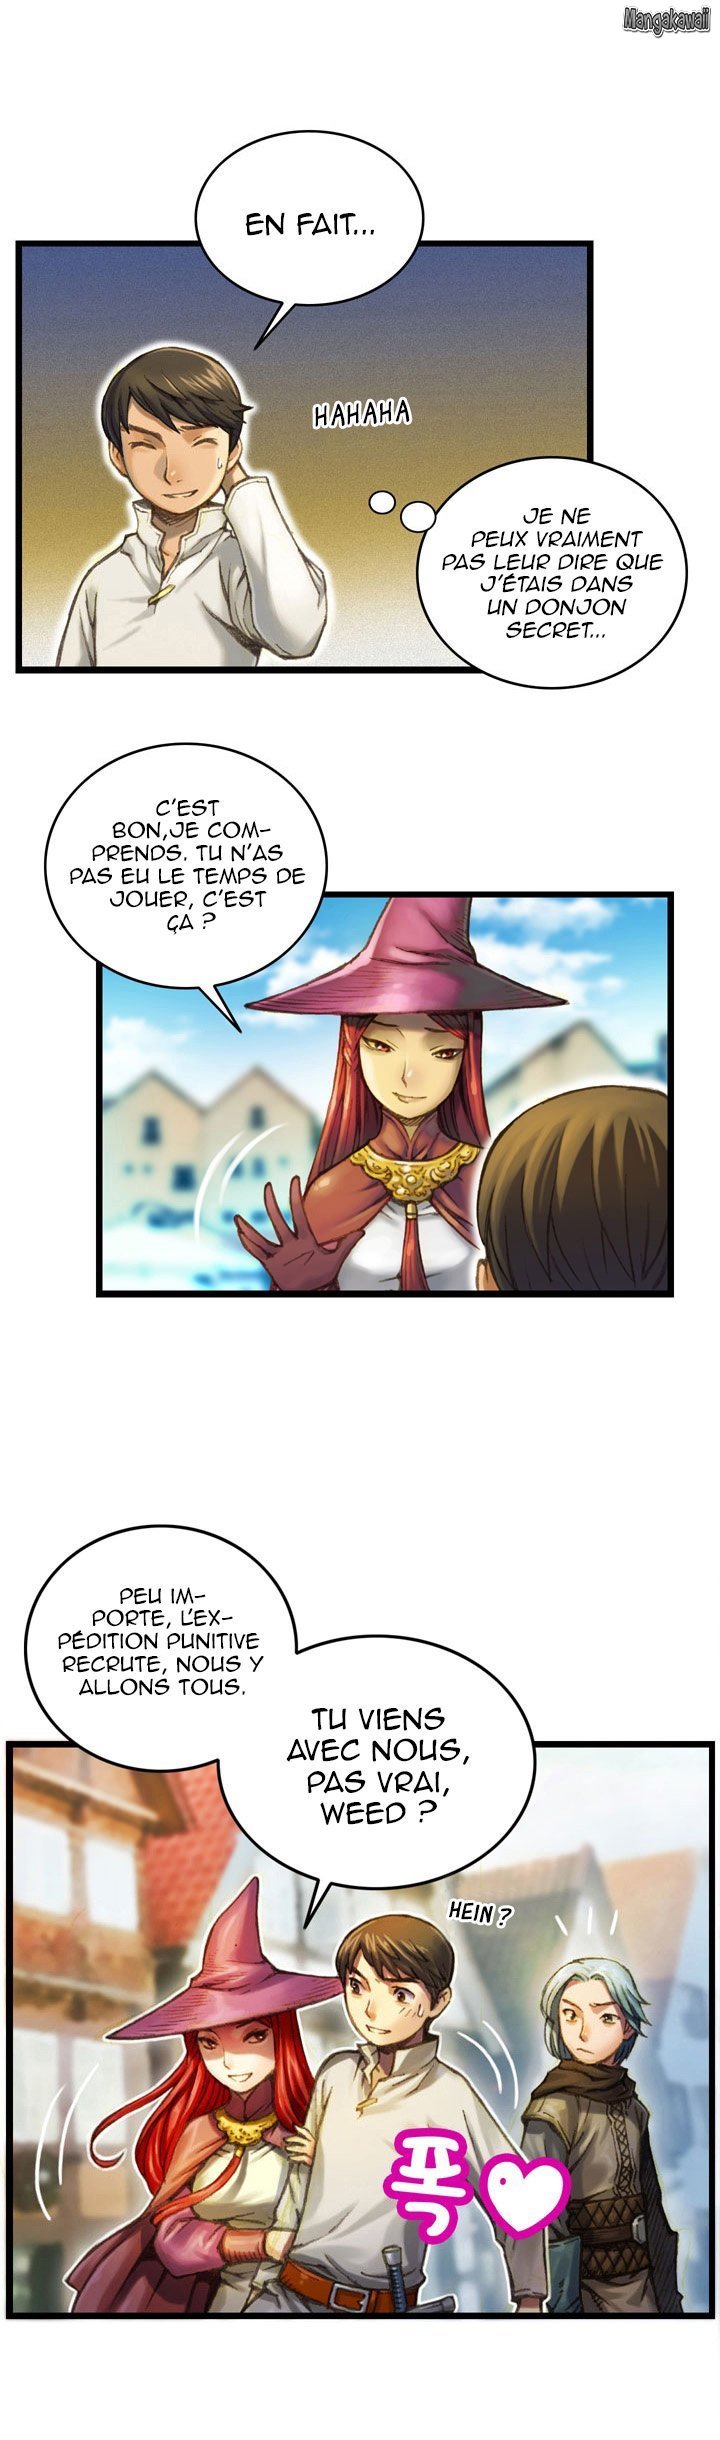 Mangakawaii
EN FAIT...
HAHAHA
JE NE
PEUX VRAIMENT
PAS LEUR DIRE QUE
J'ÉTAIS DANS
UN DONJON
SECRET...
C'EST
BON,JE COM-
PRENDS. TU N'AS
PAS EU LE TEMPS DE
JOUER, C'EST
ÇA ?
PEU IM-
PORTE, L'EX-
PÉDITION PUNITIVE
RECRUTE, NOUS Y
ALLONS TOUS.
TU VIENS
AVEC NOUS,
PAS VRAI,
WEED ?
HEIN ?
폭♡